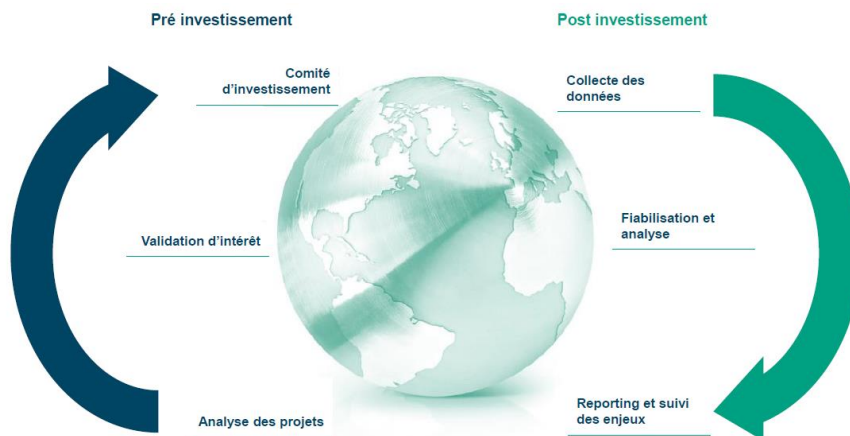 Pré investissement
Post investissement
Comité
d'investissement
Collecte des
données
Validation d'intérêt
Fiabilisation et
analyse
Analyse des projets
Reporting et suivi
des enjeux